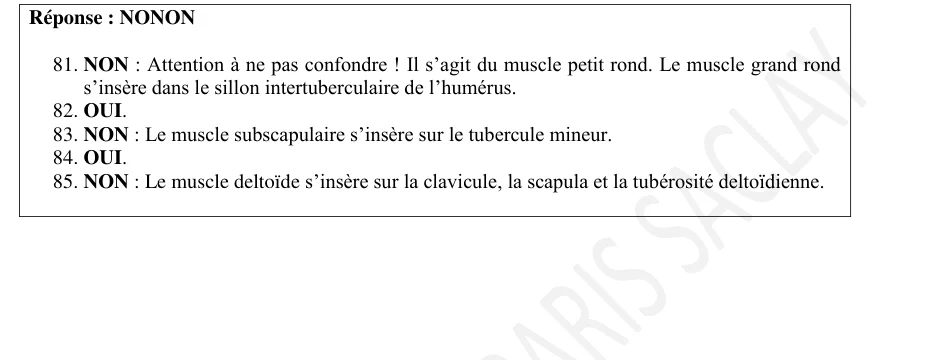 Réponse : NONON
81. NON : Attention à ne pas confondre ! Il s’agit du muscle petit rond. Le muscle grand rond
s’insère dans le sillon intertuberculaire de l’humérus.
82. OUI.
83. NON : Le muscle subscapulaire s’insère sur le tubercule mineur.
84. OUI.
85. NON : Le muscle deltoïde s’insère sur la clavicule, la scapula et la tubérosité deltoïdienne.
PARIS SACLAY